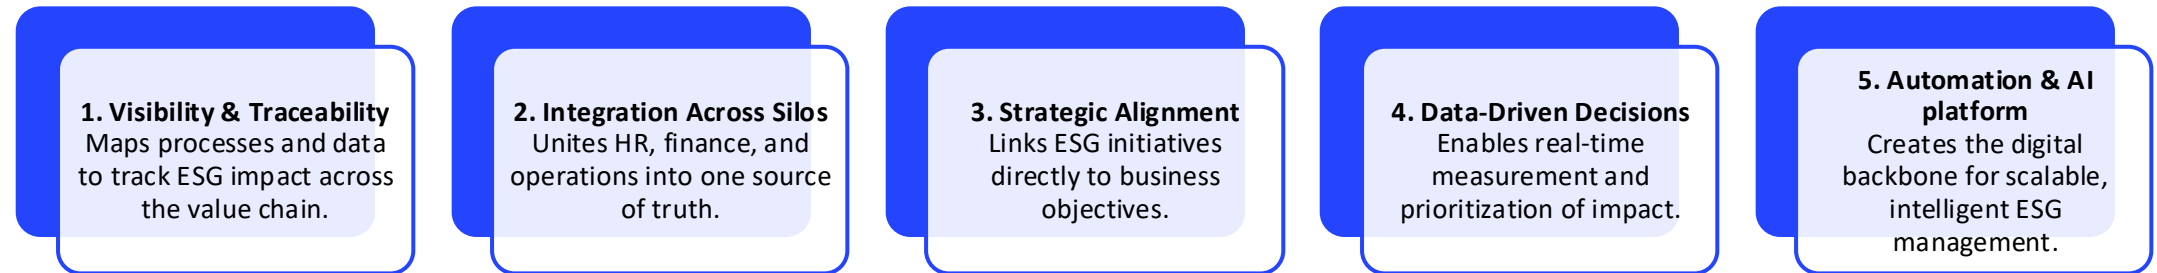 1. Visibility & Traceability
Maps processes and data
to track ESG impact across
the value chain.
2. Integration Across Silos
Unites HR, finance, and
operations into one source
of truth.
3. Strategic Alignment
Links ESG initiatives
directly to business
objectives.
4. Data-Driven Decisions
Enables real-time
measurement and
prioritization of impact.
5. Automation & AI
platform
Creates the digital
backbone for scalable,
intelligent ESG
management.